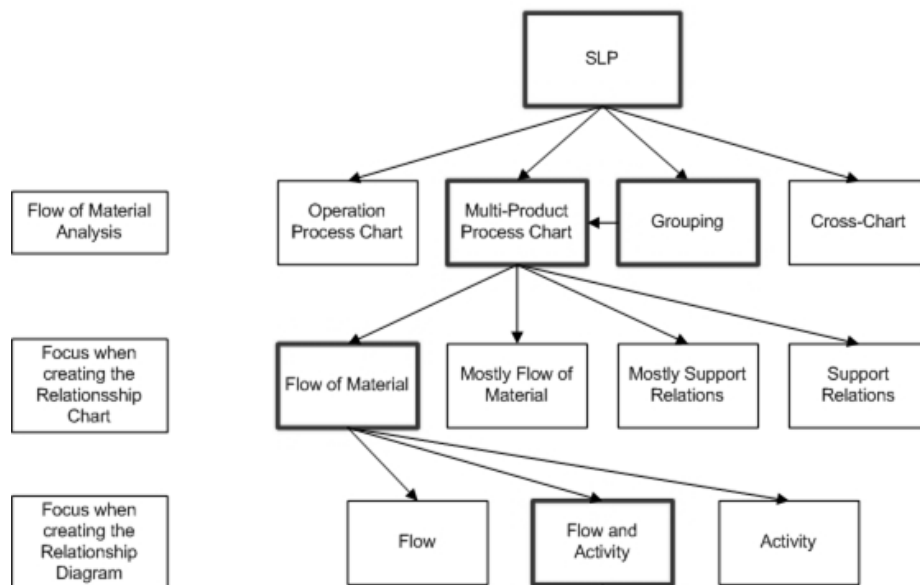 SLP
Flow of Material
Analysis
Operation
Process Chart
Multi-Product
Process Chart
Grouping
Cross-Chart
Focus when
creating the
Relationsship
Chart
Flow of Material
Mostly Flow of
Material
Mostly Support
Relations
Support
Relations
Focus when
creating the
Relationship
Diagram
Flow
Flow and
Activity
Activity